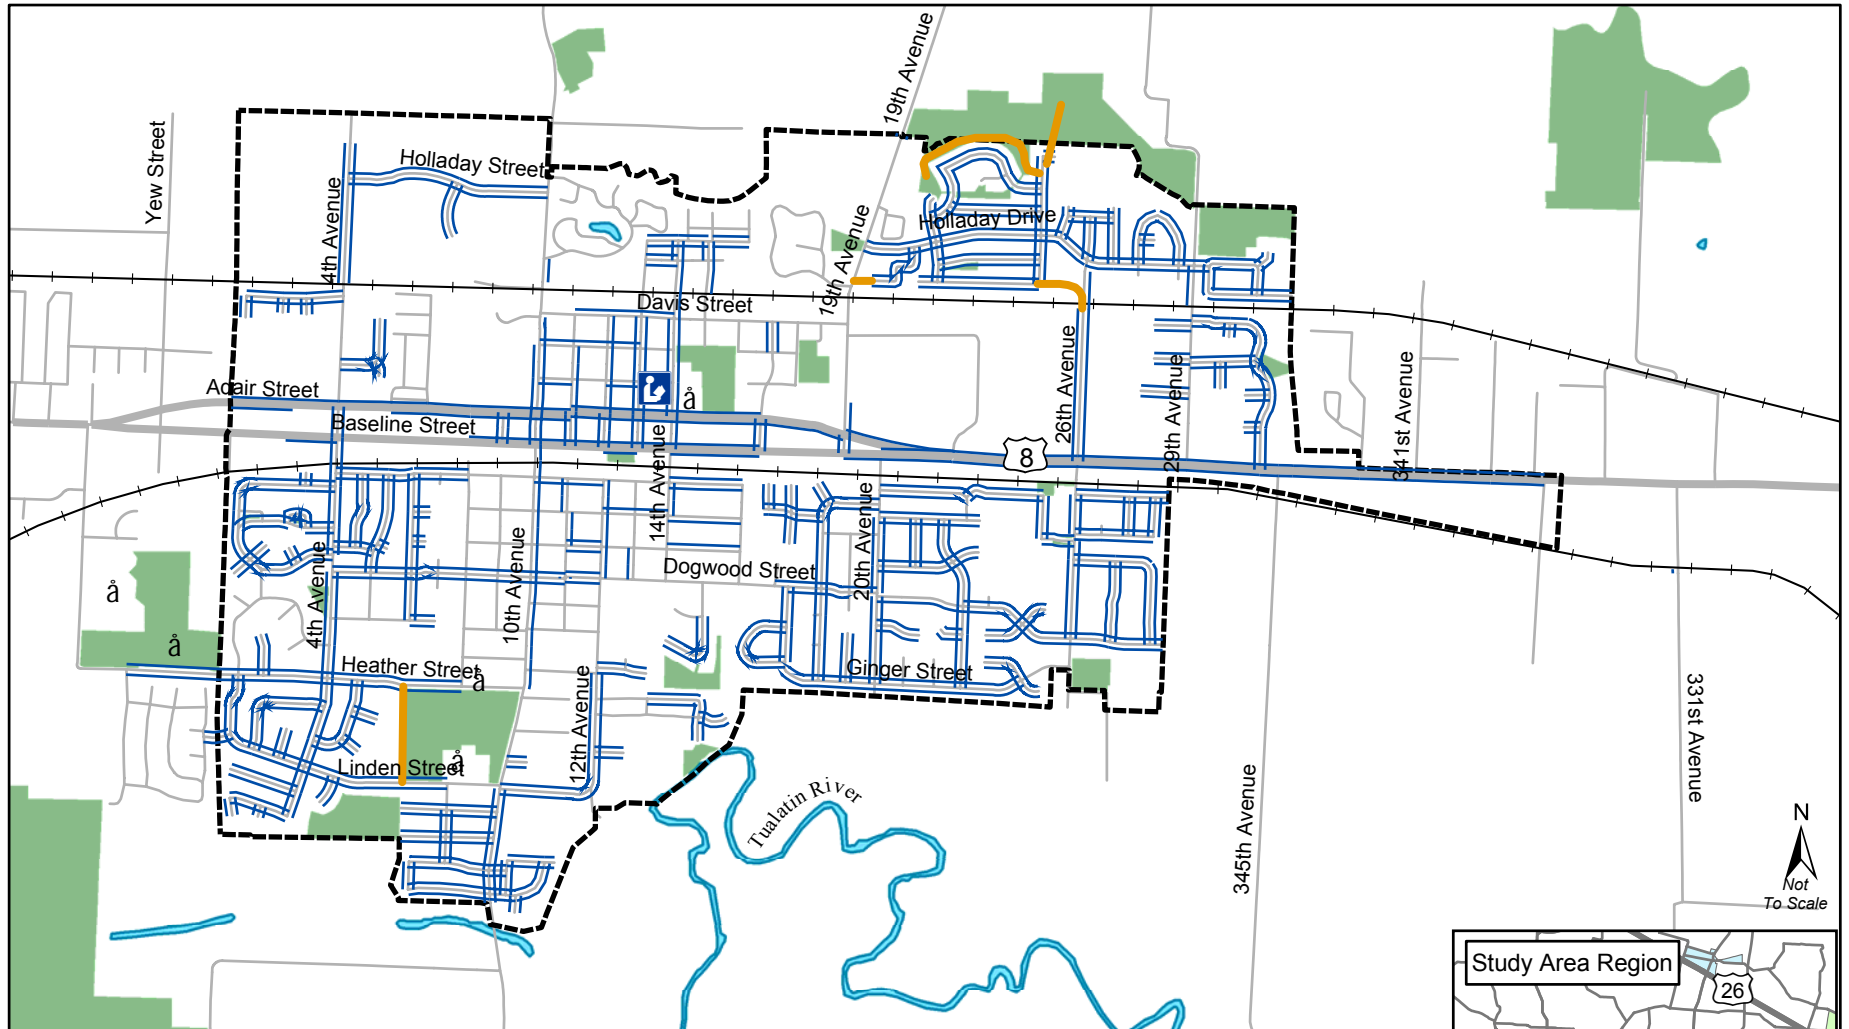 19th Avenue
Yew Street
Holladay Street
4th Avenue
Holladay Drive
19th Avenue
Davis Street
26th Avenue
29th Avenue
341st Avenue
Adair Street
å
Baseline Street
8
14th Avenue
20th Avenue
10th Avenue
4th Avenue
Dogwood Street
å
å
Heather Street
å
Ginger Street
12th Avenue
331st Avenue
Linden Street
å
Tualatin River
345th Avenue
N
Not
To Scale
Study Area Region
26